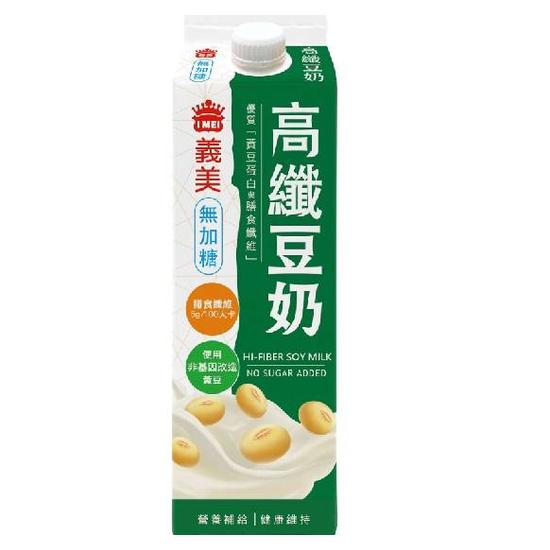 無加糖
高纖豆奶
I MEI
義美
無加糖
優質「黃豆蛋白與膳食纖維」
高纖豆奶
膳食纖維
5g/100大卡
使用
非基因改造
黃豆
HI-FIBER SOY MILK
NO SUGAR ADDED
營養補給|健康維持